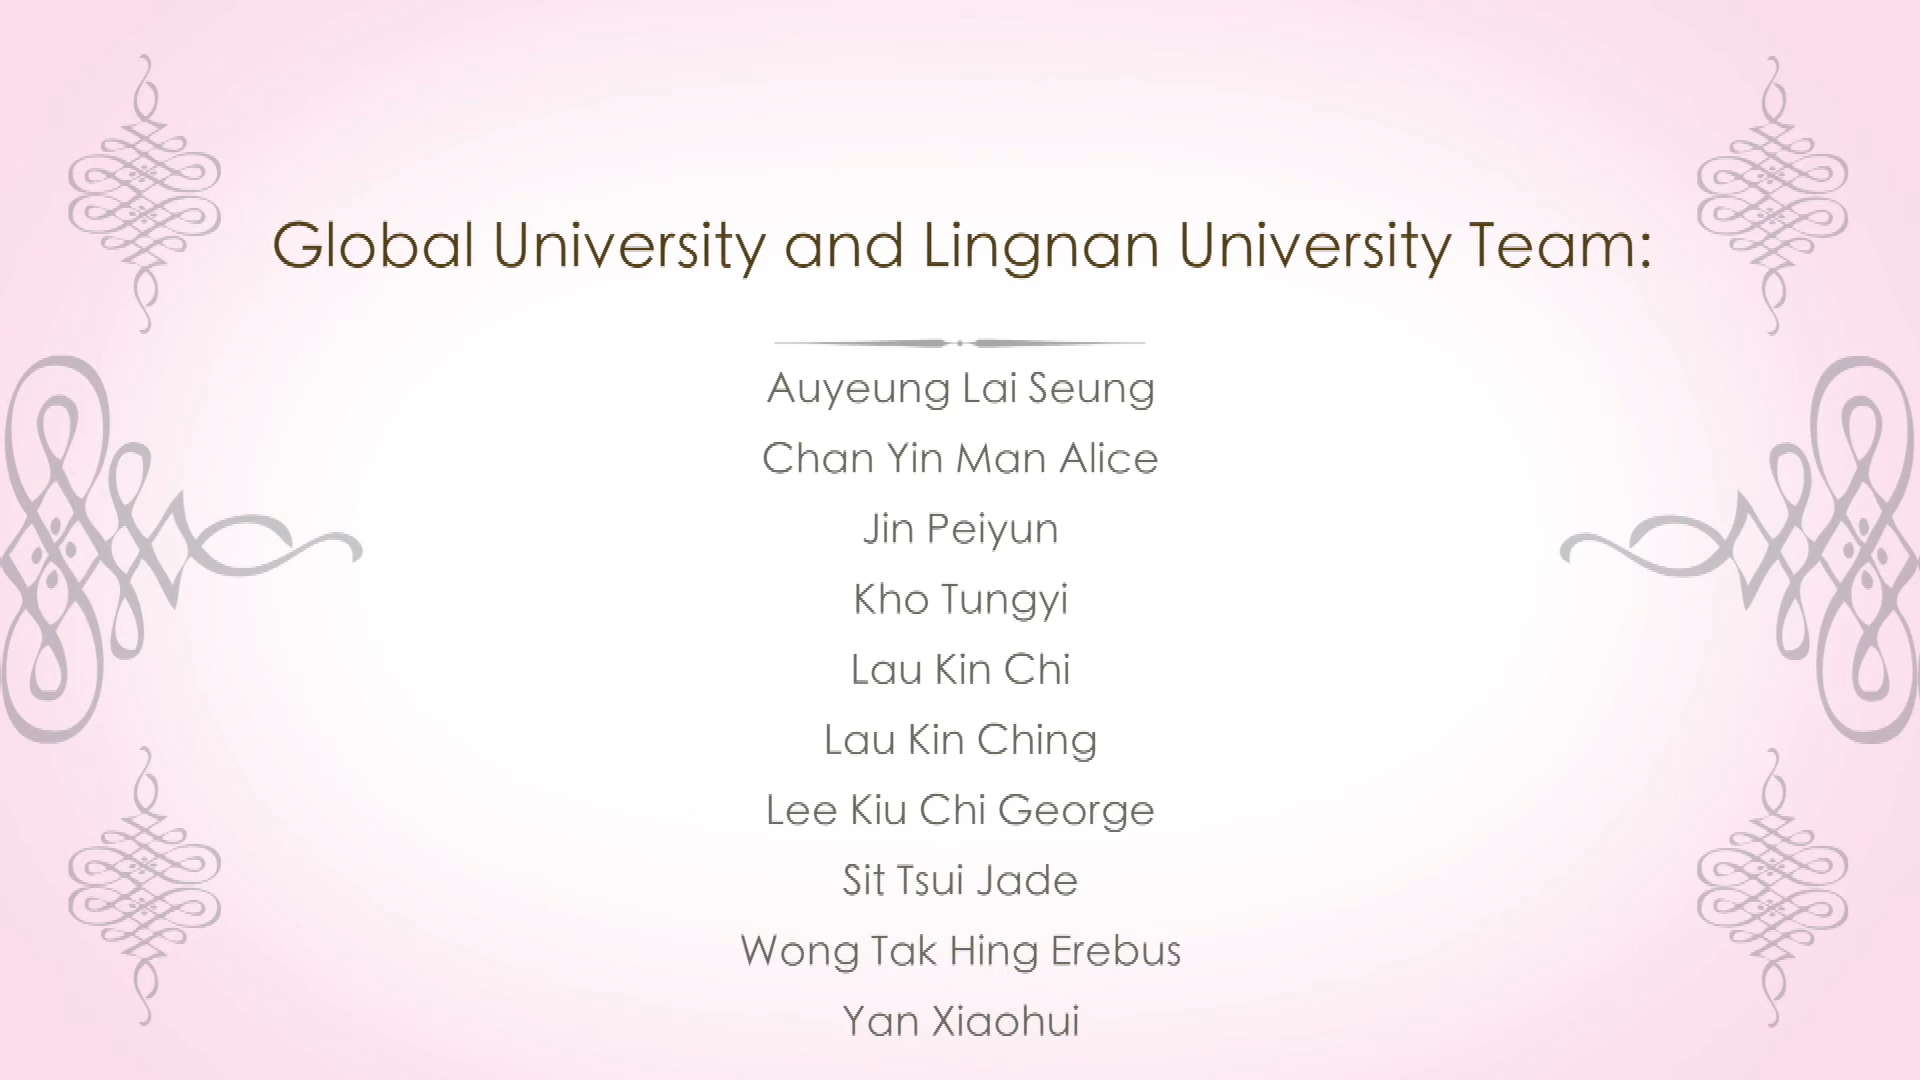 Global University and Lingnan University Team:
Auyeung Lai Seung
Chan Yin Man Alice
Jin Peiyun
Kho Tungyi
Lau Kin Chi
Lau Kin Ching
Lee Kiu Chi George
Sit Tsui Jade
Wong Tak Hing Erebus
Yan Xiaohui